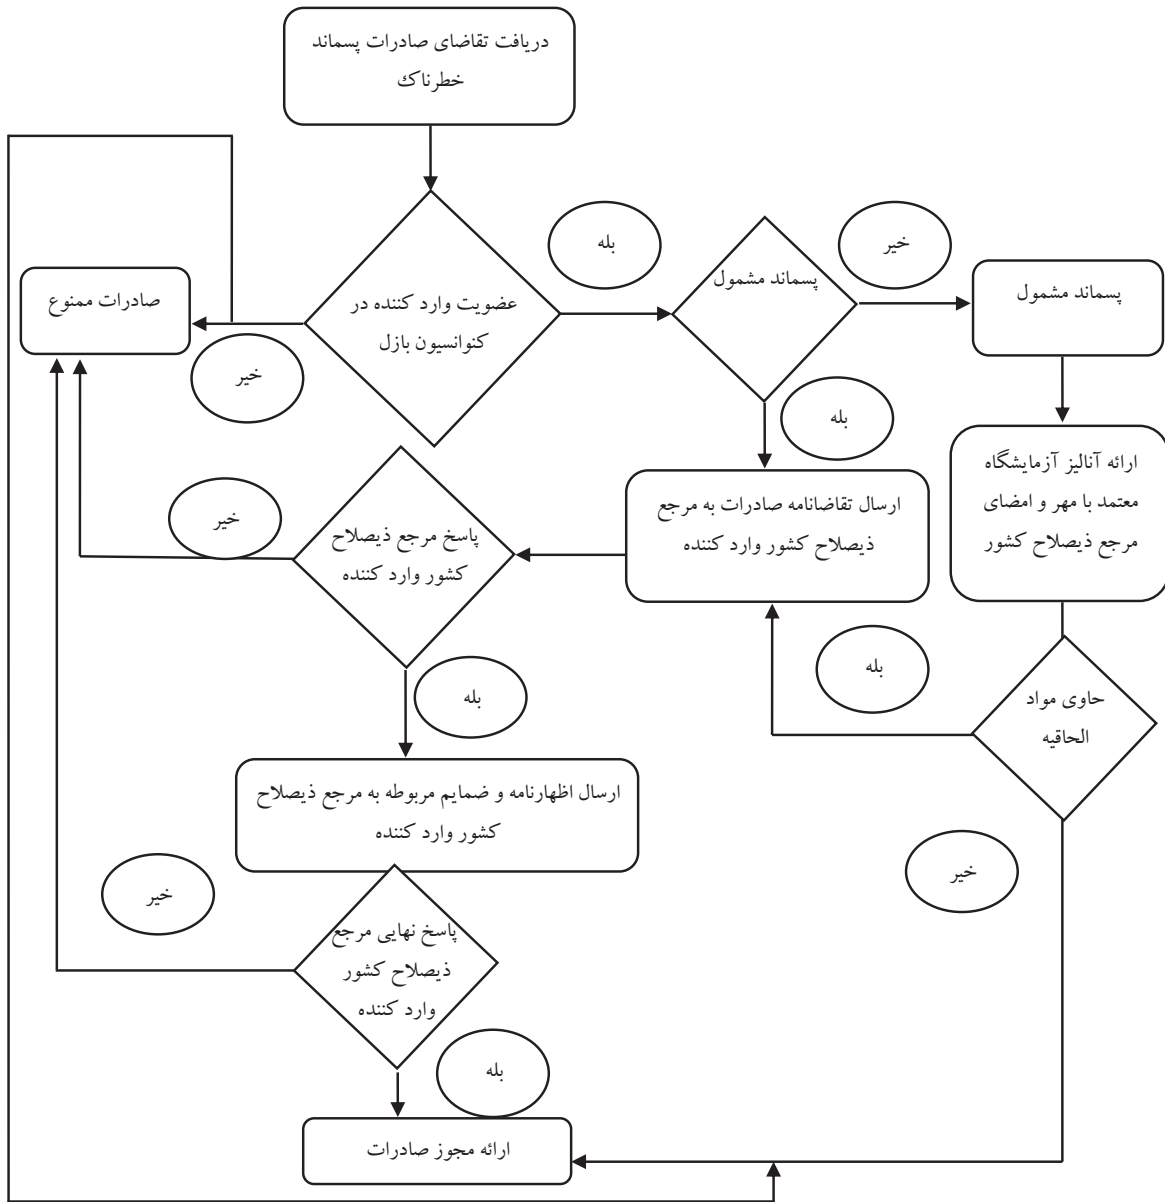 دریافت تقاضای صادرات پسماند
خطرناک
عضویت وارد کننده در
کنوانسیون بازل
بله
خیر
صادرات ممنوع
پسماند مشمول
خیر
بله
پسماند مشمول
ارائه آنالیز آزمایشگاه
معتمد با مهر و امضای
مرجع ذیصلاح کشور
حاوی مواد
الحاقیه
بله
خیر
ارسال تقاضانامه صادرات به مرجع
ذیصلاح کشور وارد کننده
پاسخ مرجع ذیصلاح
کشور وارد کننده
خیر
بله
ارسال اظهارنامه و ضمایم مربوطه به مرجع ذیصلاح
کشور وارد کننده
پاسخ نهایی مرجع
ذیصلاح کشور
وارد کننده
خیر
بله
ارائه مجوز صادرات